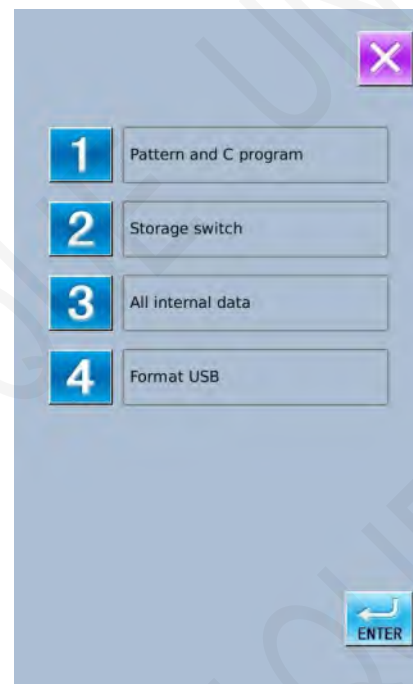 1 Pattern and C program
2 Storage switch
3 All internal data
4 Format USB
ENTER